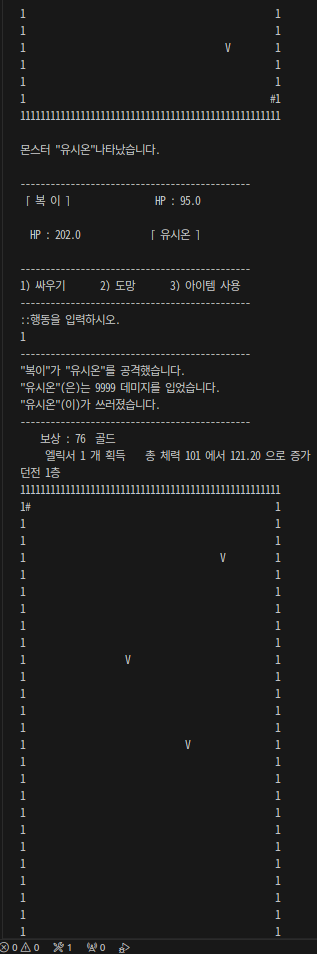 1 1
1 1
1 V 1
1 1
1 1
1 #1
1111111111111111111111111111111111111111111111111111
몬스터 "유시온"나타났습니다.
----------------------------------------------
「 복 이 」 HP : 95.0
HP : 202.0 「 유시온 」
----------------------------------------------
1) 싸우기 2) 도망 3) 아이템 사용
----------------------------------------------
::행동을 입력하시오.
1
----------------------------------------------
"복이"가 "유시온"를 공격했습니다.
"유시온"(은)는 9999 데미지를 입었습니다.
"유시온"(이)가 쓰러졌습니다.
----------------------------------------------
보상 : 76 골드
엘릭서 1 개 획득 총 체력 101 에서 121.20 으로 증가
던전 1층
1111111111111111111111111111111111111111111111111111
1# 1
1 1
1 1
1 V 1
1 1
1 1
1 1
1 1
1 1
1 V 1
1 1
1 1
1 1
1 1
1 V 1
1 1
1 1
1 1
1 1
1 1
1 1
1 1
1 1
1 1
1 1
1 1
0 0 1 0